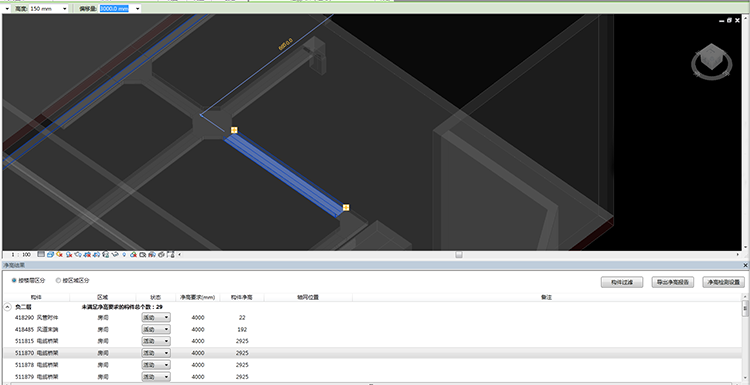 高度: 150 mm 偏移量: 3000.0 mm
1 : 100
净高结果
按楼层区分 按区域区分
构件过滤 导出净高报告 净高检测设置
构件 区域 状态 净高要求(mm) 构件净高 轴网位置 备注
负二层 未满足净高要求的构件总个数：29
418290 风管附件 房间 活动 4000 22
418485 风道末端 房间 活动 4000 192
511815 电缆桥架 房间 活动 4000 2925
511870 电缆桥架 房间 活动 4000 2925
511878 电缆桥架 房间 活动 4000 2925
511879 电缆桥架 房间 活动 4000 2925